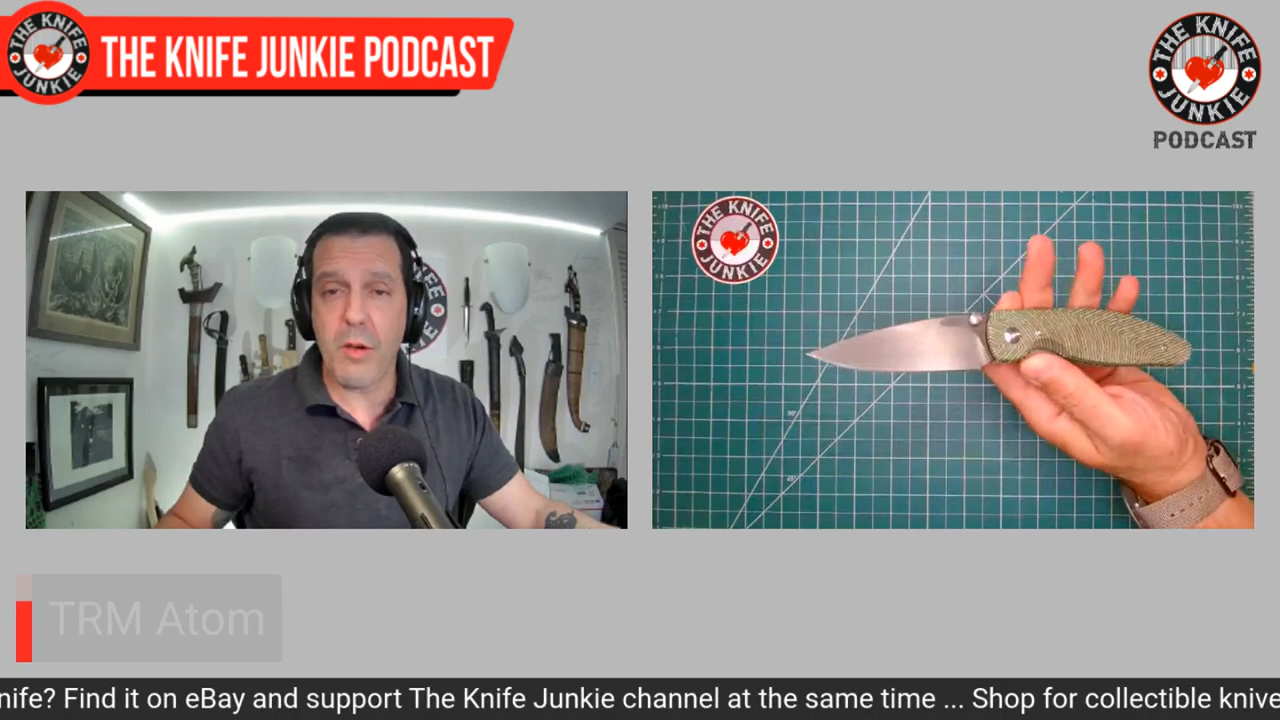 THE KNIFE JUNKIE
THE KNIFE JUNKIE PODCAST
THE KNIFE JUNKIE
PODCAST
THE KNIFE JUNKIE
TRM Atom
nife? Find it on eBay and support The Knife Junkie channel at the same time ... Shop for collectible knive